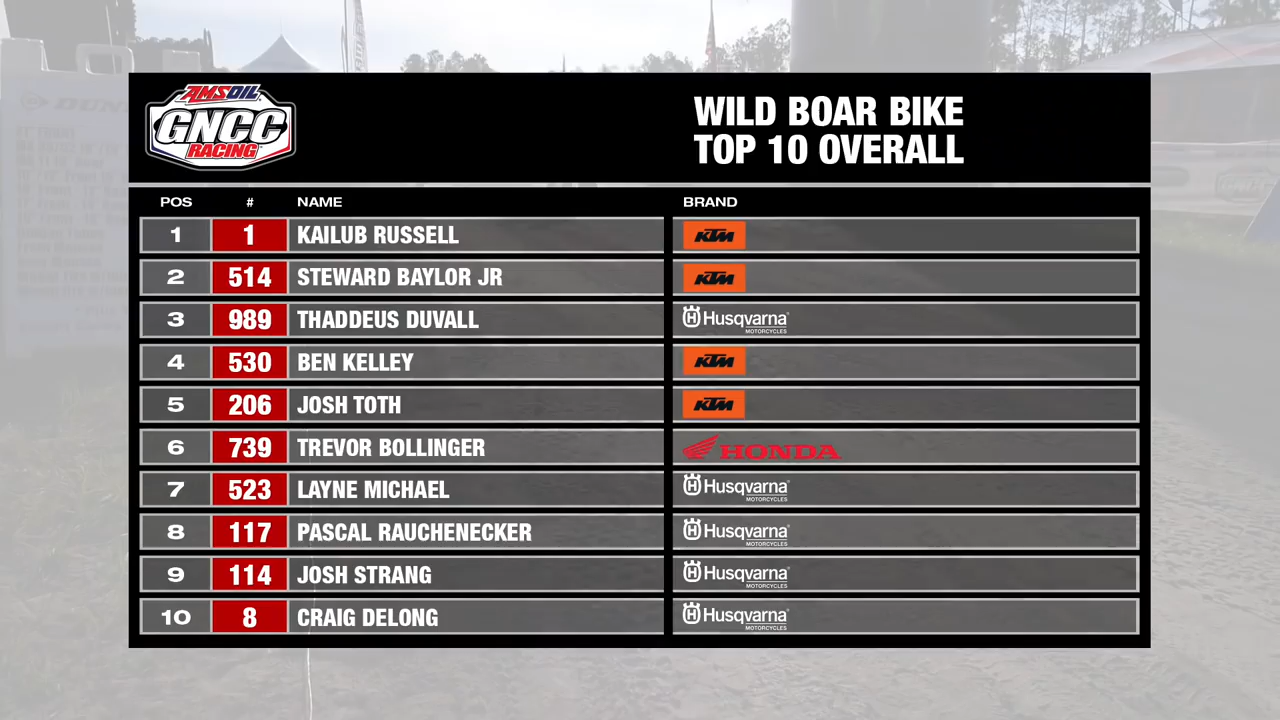 AMSOIL
GNCC
RACING
WILD BOAR BIKE
TOP 10 OVERALL
POS # NAME BRAND
1 1 KAILUB RUSSELL KTM
2 514 STEWARD BAYLOR JR KTM
3 989 THADDEUS DUVALL Husqvarna MOTORCYCLES
4 530 BEN KELLEY KTM
5 206 JOSH TOTH KTM
6 739 TREVOR BOLLINGER HONDA
7 523 LAYNE MICHAEL Husqvarna MOTORCYCLES
8 117 PASCAL RAUCHENECKER Husqvarna MOTORCYCLES
9 114 JOSH STRANG Husqvarna MOTORCYCLES
10 8 CRAIG DELONG Husqvarna MOTORCYCLES